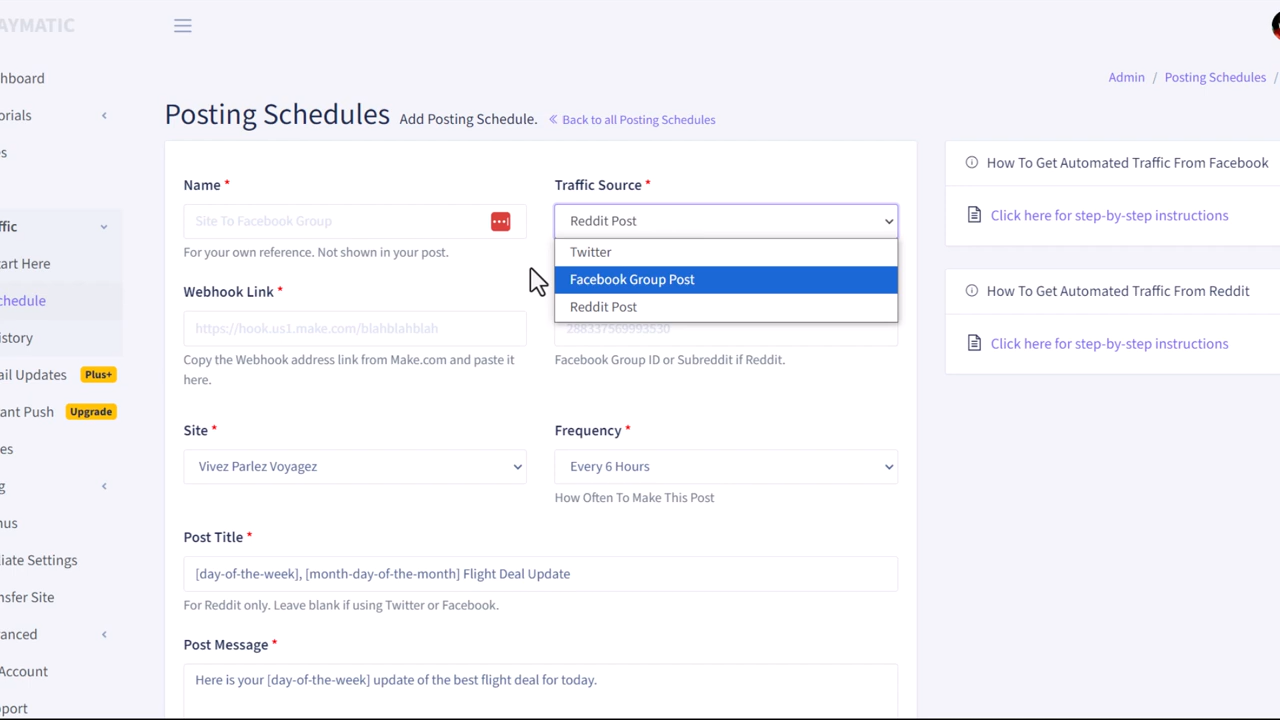 AYMATIC
hboard
orials
es
ffic
art Here
chedule
istory
ail Updates Plus+
ant Push Upgrade
es
g
nus
iate Settings
nsfer Site
anced
Account
port
Admin / Posting Schedules /
Posting Schedules Add Posting Schedule. « Back to all Posting Schedules
Name *
Site To Facebook Group
For your own reference. Not shown in your post.
Traffic Source *
Reddit Post
Twitter
Facebook Group Post
Reddit Post
Webhook Link *
https://hook.us1.make.com/blahblahblah
Copy the Webhook address link from Make.com and paste it
here.
288337569993530
Facebook Group ID or Subreddit if Reddit.
Site *
Vivez Parlez Voyagez
Frequency *
Every 6 Hours
How Often To Make This Post
Post Title *
[day-of-the-week], [month-day-of-the-month] Flight Deal Update
For Reddit only. Leave blank if using Twitter or Facebook.
Post Message *
Here is your [day-of-the-week] update of the best flight deal for today.
How To Get Automated Traffic From Facebook
Click here for step-by-step instructions
How To Get Automated Traffic From Reddit
Click here for step-by-step instructions